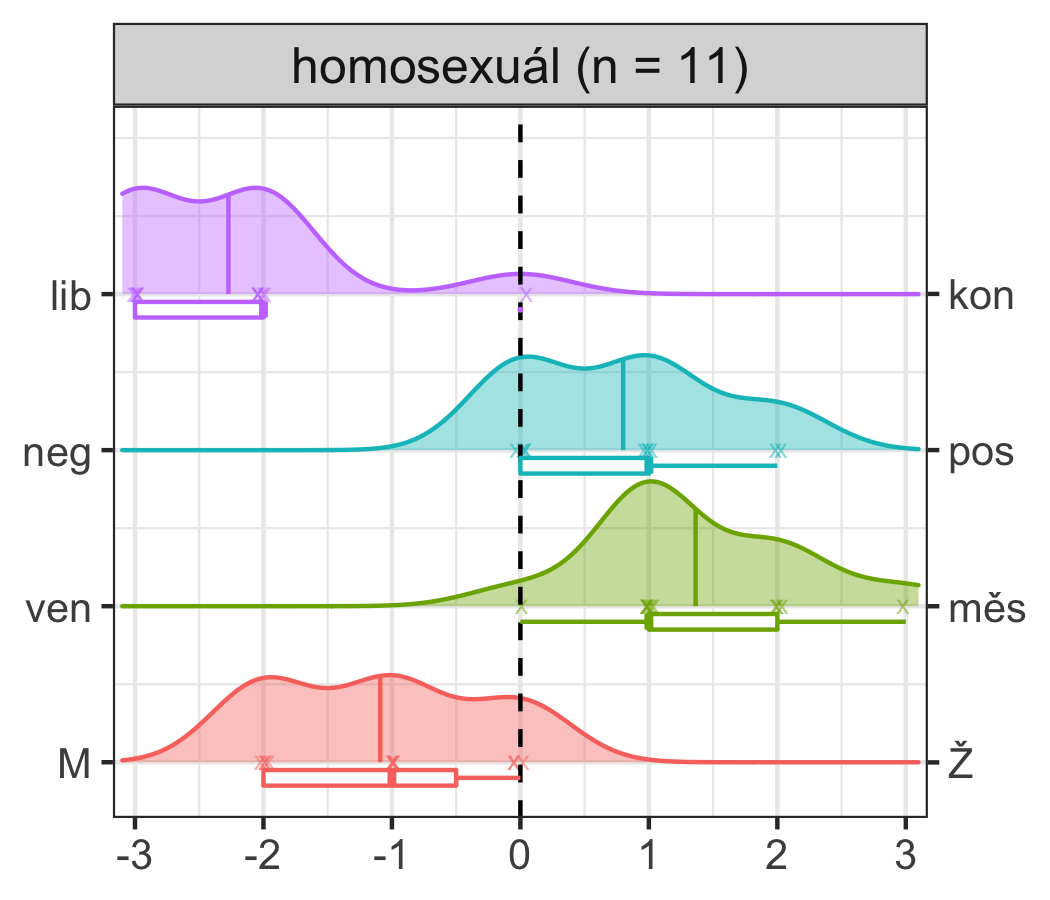 homosexuál (n = 11)
lib kon
neg pos
ven měs
M Ž
-3 -2 -1 0 1 2 3